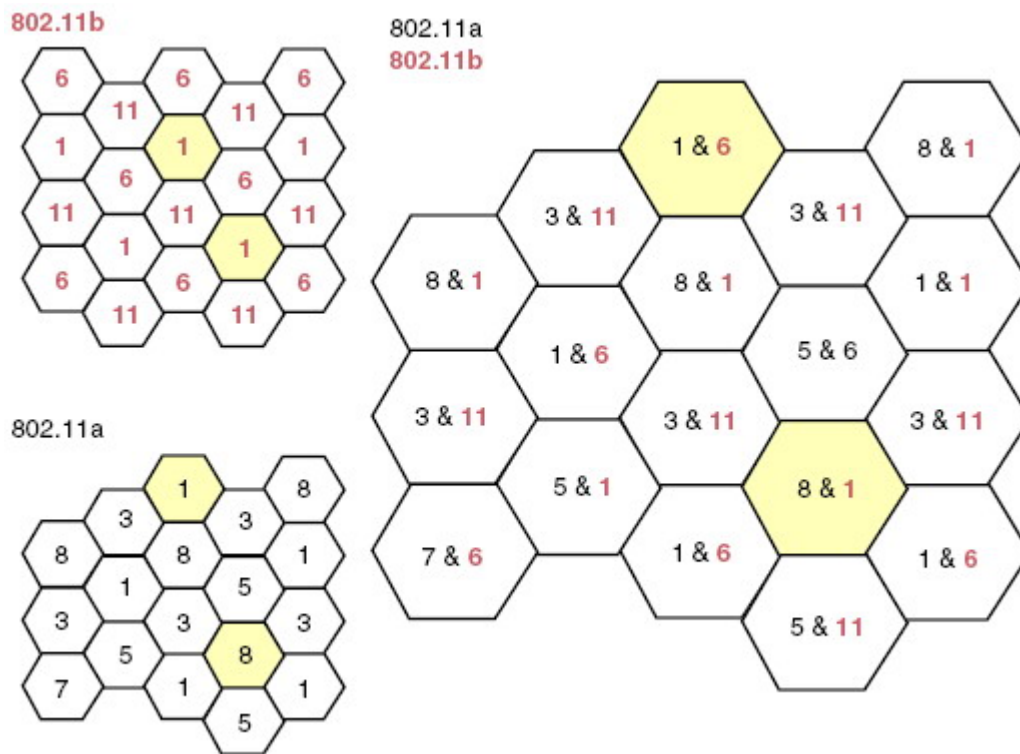 802.11b
6 6 6
11 11
1 1 1
6 6
11 11 11
1 1
6 6 6
11 11
802.11a
1 8
3 3
8 8 1
1 5
3 3 3
5 8
7 1 1
5
802.11a
802.11b
1 & 6 8 & 1
3 & 11 3 & 11
8 & 1 8 & 1 1 & 1
1 & 6 5 & 6
3 & 11 3 & 11 3 & 11
5 & 1 8 & 1
7 & 6 1 & 6 1 & 6
5 & 11